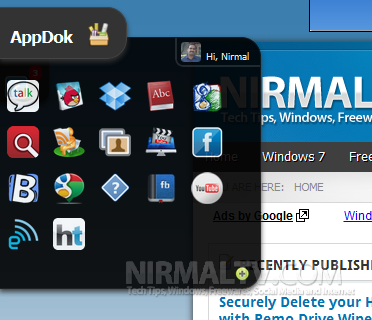 AppDok
Hi, Nirmal
talk
Abc
NIRMAL
Tech Tips, Windows, Freew
f
B
g
?
fb
You Tube
e
ht
Home
Windows 7
Free
ARE HERE:
HOME
Ads by Google
Wind
RECENTLY PUBLISHE
NIRMALTV.COM
Tech Tips, Windows, Freeware, Social Media and Internet
Securely Delete your H
with Remo Drive Wipe